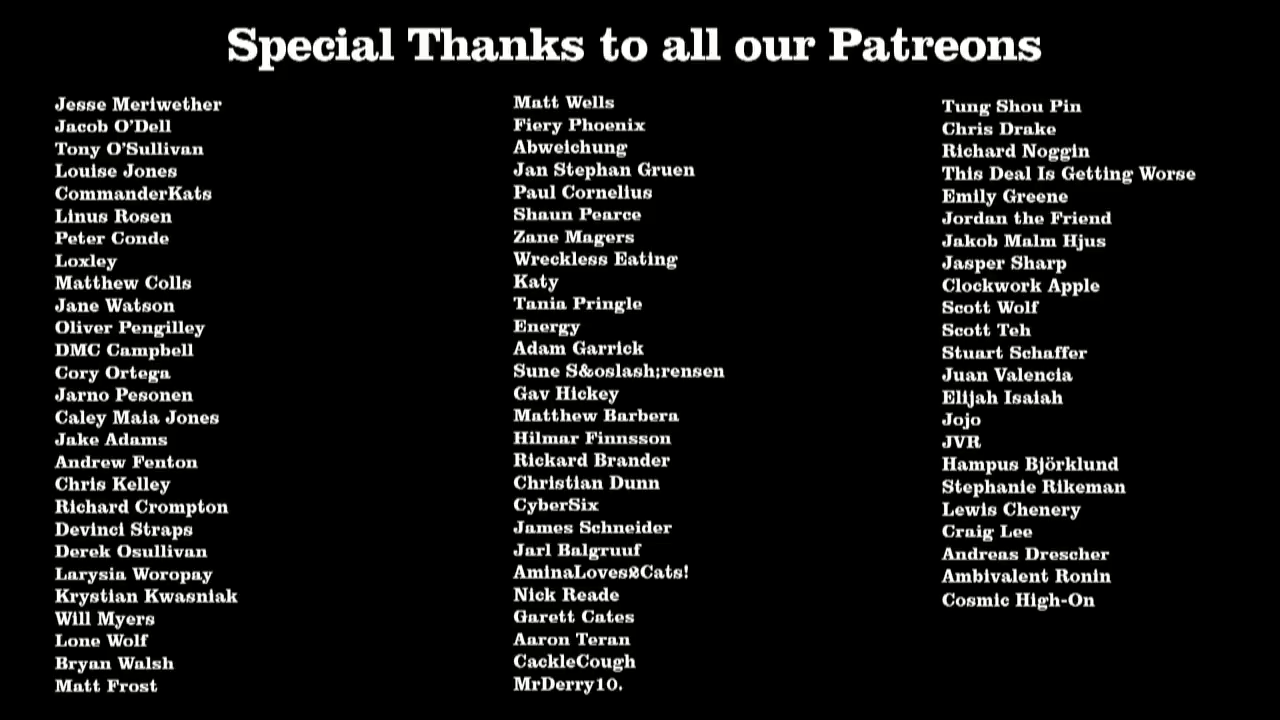 Special Thanks to all our Patreons
Jesse Meriwether
Jacob O'Dell
Tony O'Sullivan
Louise Jones
CommanderKats
Linus Rosen
Peter Conde
Loxley
Matthew Colls
Jane Watson
Oliver Pengilley
DMC Campbell
Cory Ortega
Jarno Pesonen
Caley Maia Jones
Jake Adams
Andrew Fenton
Chris Kelley
Richard Crompton
Devinci Straps
Derek Osullivan
Larysia Woropay
Krystian Kwasniak
Will Myers
Lone Wolf
Bryan Walsh
Matt Frost
Matt Wells
Fiery Phoenix
Abweichung
Jan Stephan Gruen
Paul Cornelius
Shaun Pearce
Zane Magers
Wreckless Eating
Katy
Tania Pringle
Energy
Adam Garrick
Sune S&oslash;rensen
Gav Hickey
Matthew Barbera
Hilmar Finnsson
Rickard Brander
Christian Dunn
CyberSix
James Schneider
Jarl Balgruuf
AminaLoves2Cats!
Nick Reade
Garett Cates
Aaron Teran
CackleCough
MrDerry10.
Tung Shou Pin
Chris Drake
Richard Noggin
This Deal Is Getting Worse
Emily Greene
Jordan the Friend
Jakob Malm Hjus
Jasper Sharp
Clockwork Apple
Scott Wolf
Scott Teh
Stuart Schaffer
Juan Valencia
Elijah Isaiah
Jojo
JVR
Hampus Björklund
Stephanie Rikeman
Lewis Chenery
Craig Lee
Andreas Drescher
Ambivalent Ronin
Cosmic High-On